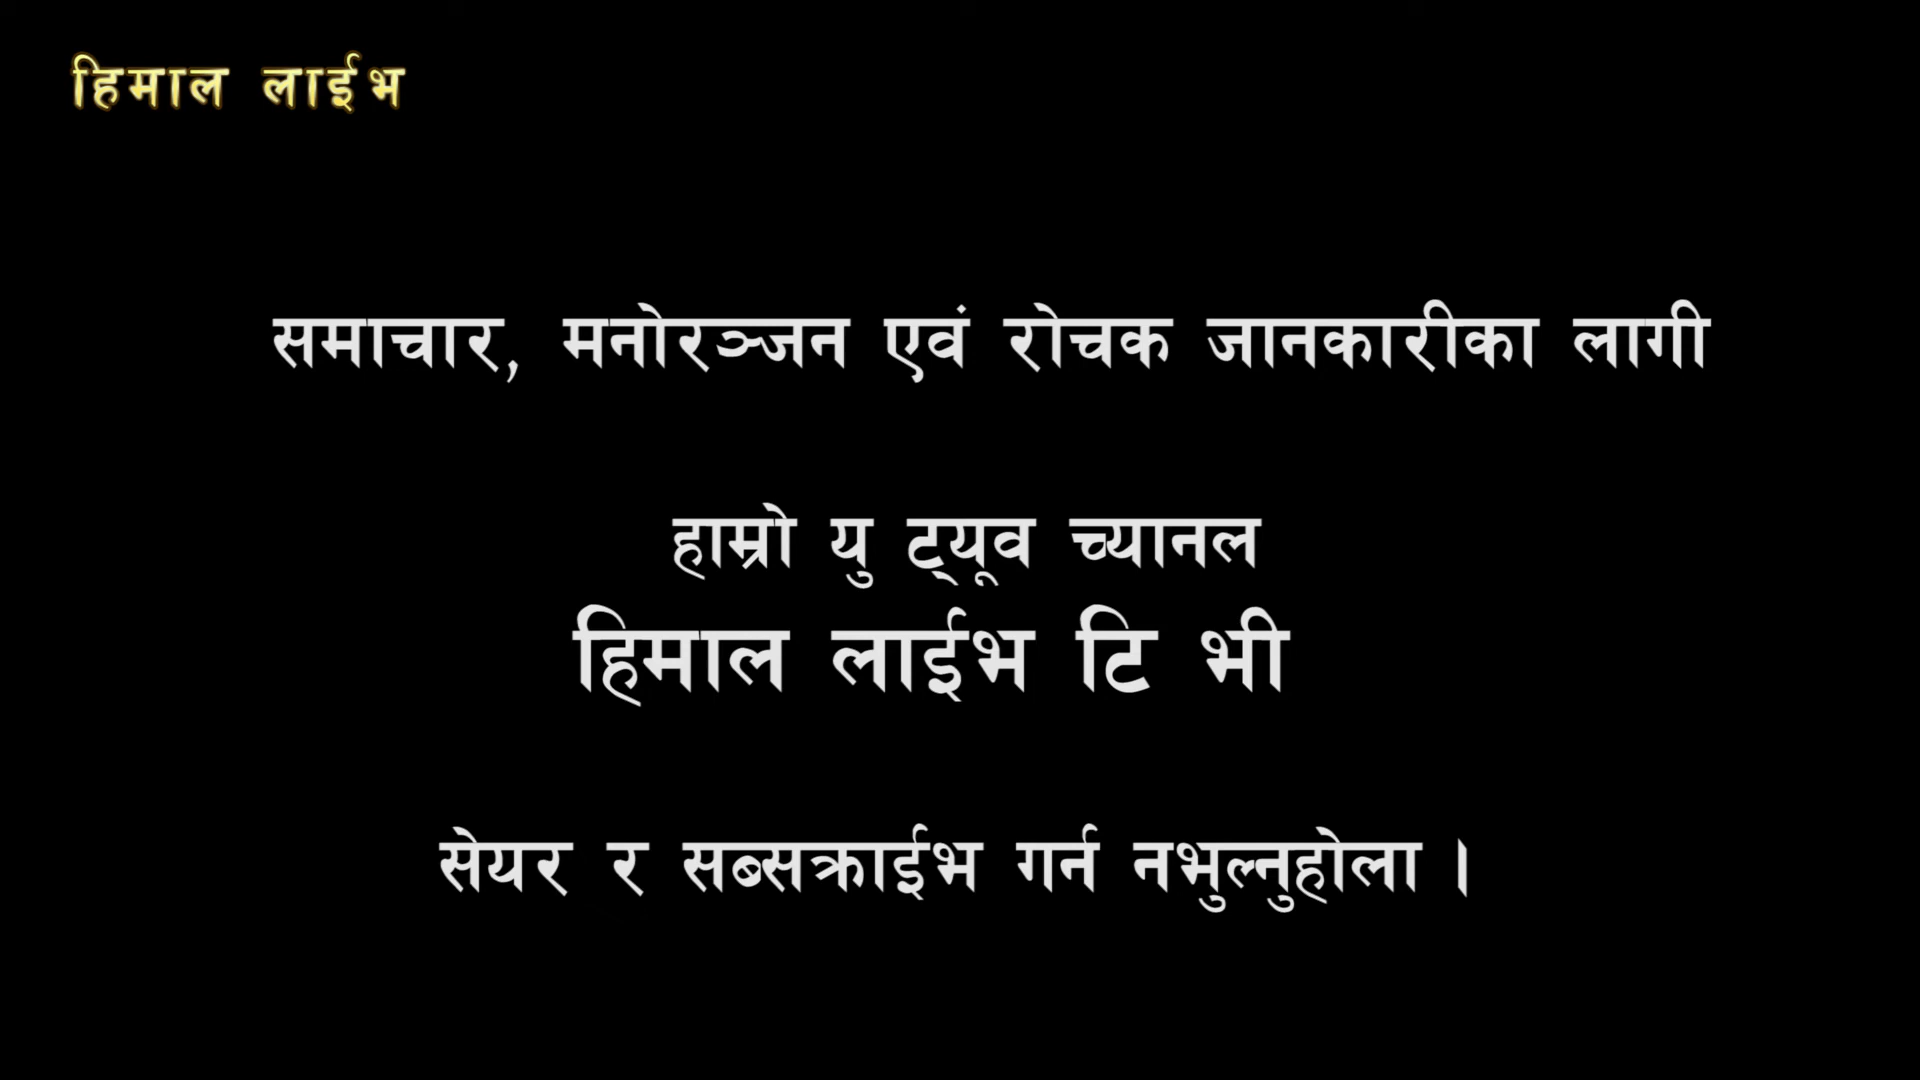 हिमाल लाईभ
समाचार, मनोरञ्जन एवं रोचक जानकारीका लागी
हाम्रो यु ट्यूव च्यानल
हिमाल लाईभ टि भी
सेयर र सब्सक्राईभ गर्न नभुल्नुहोला ।